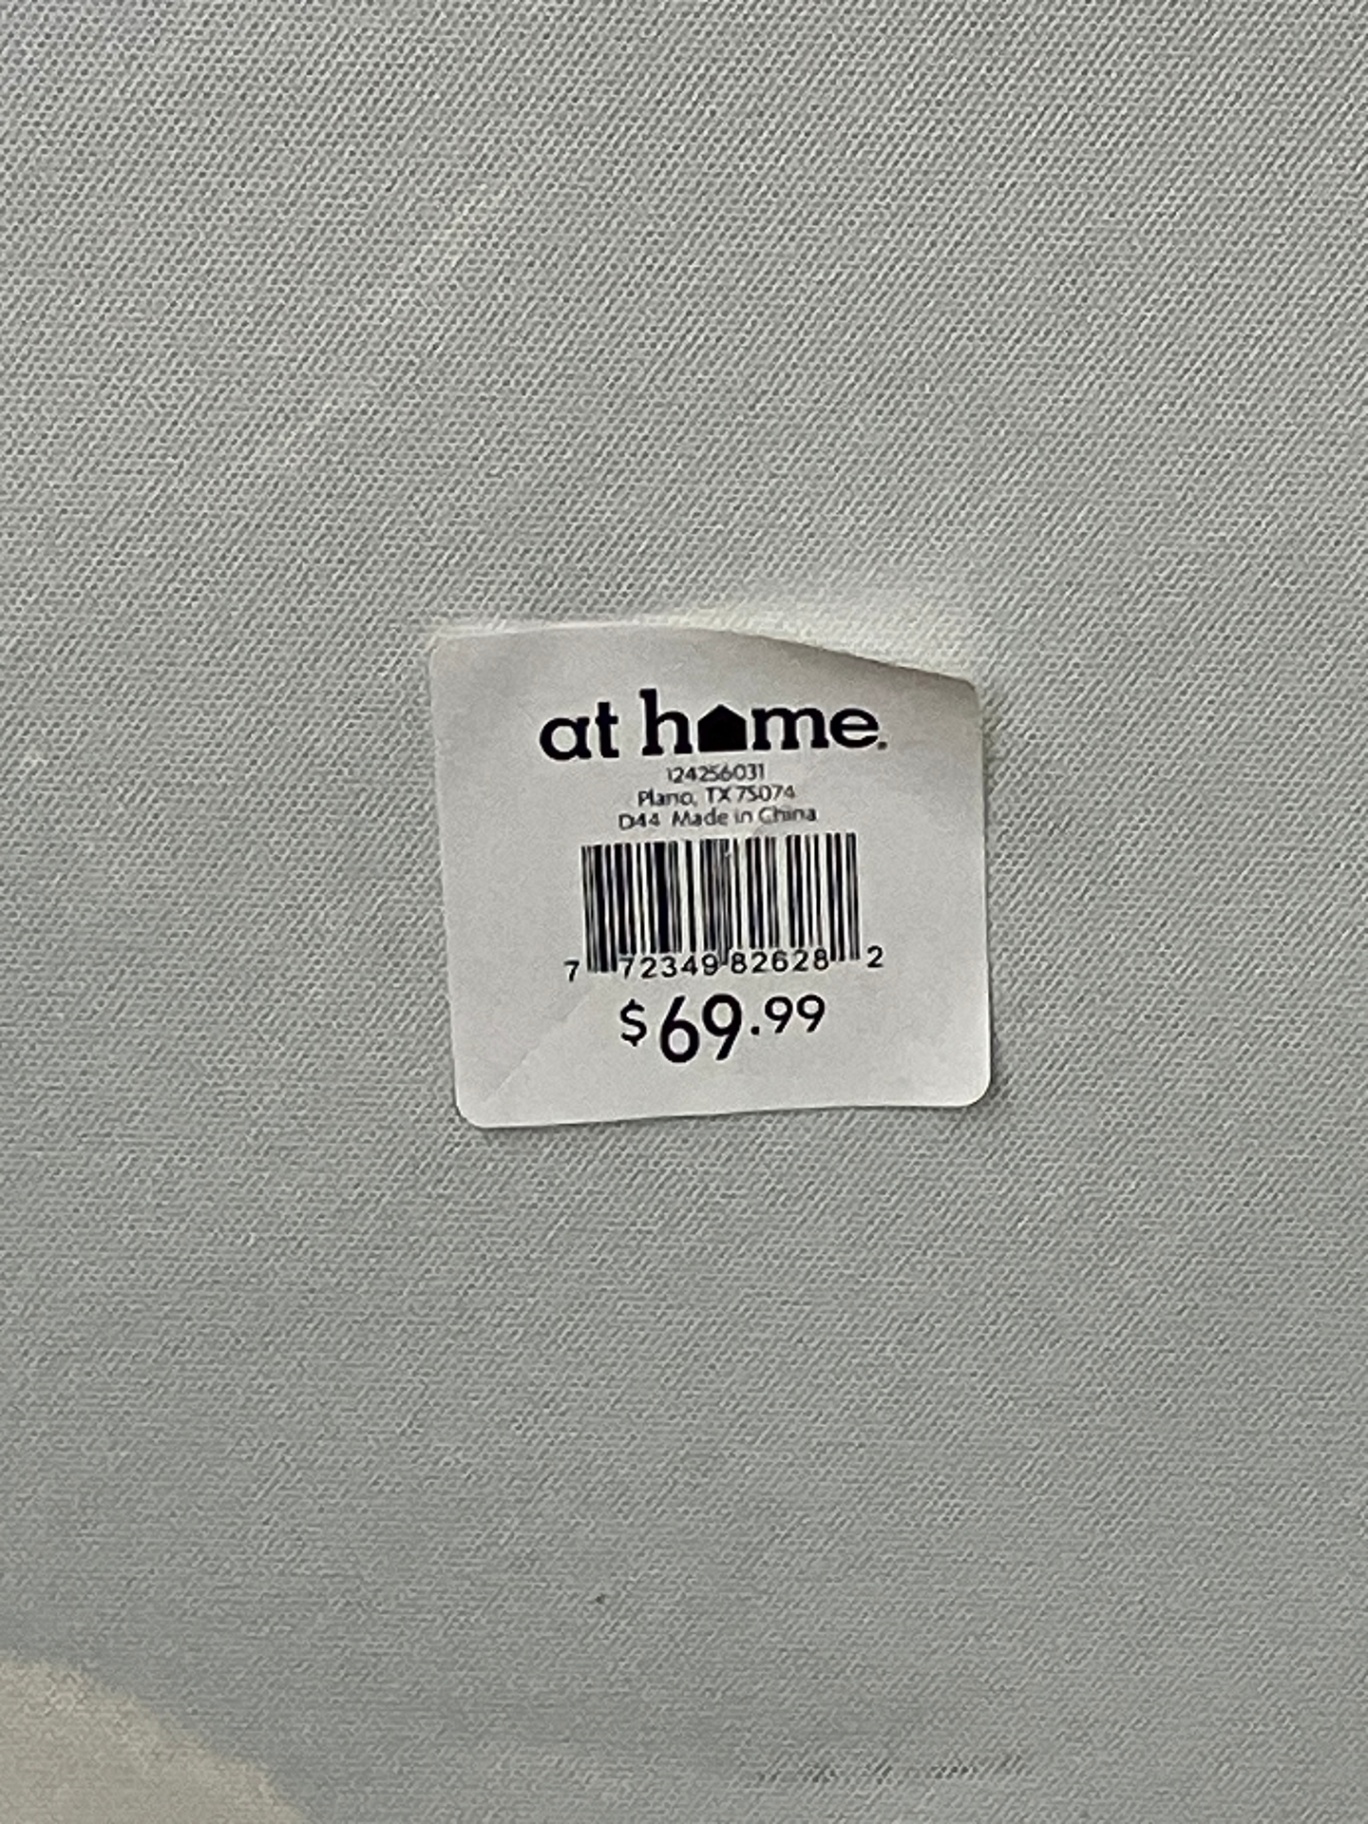 at home.
124256031
Plano, TX 75074
D44 Made in China
7 72349 82628 2
$69.99